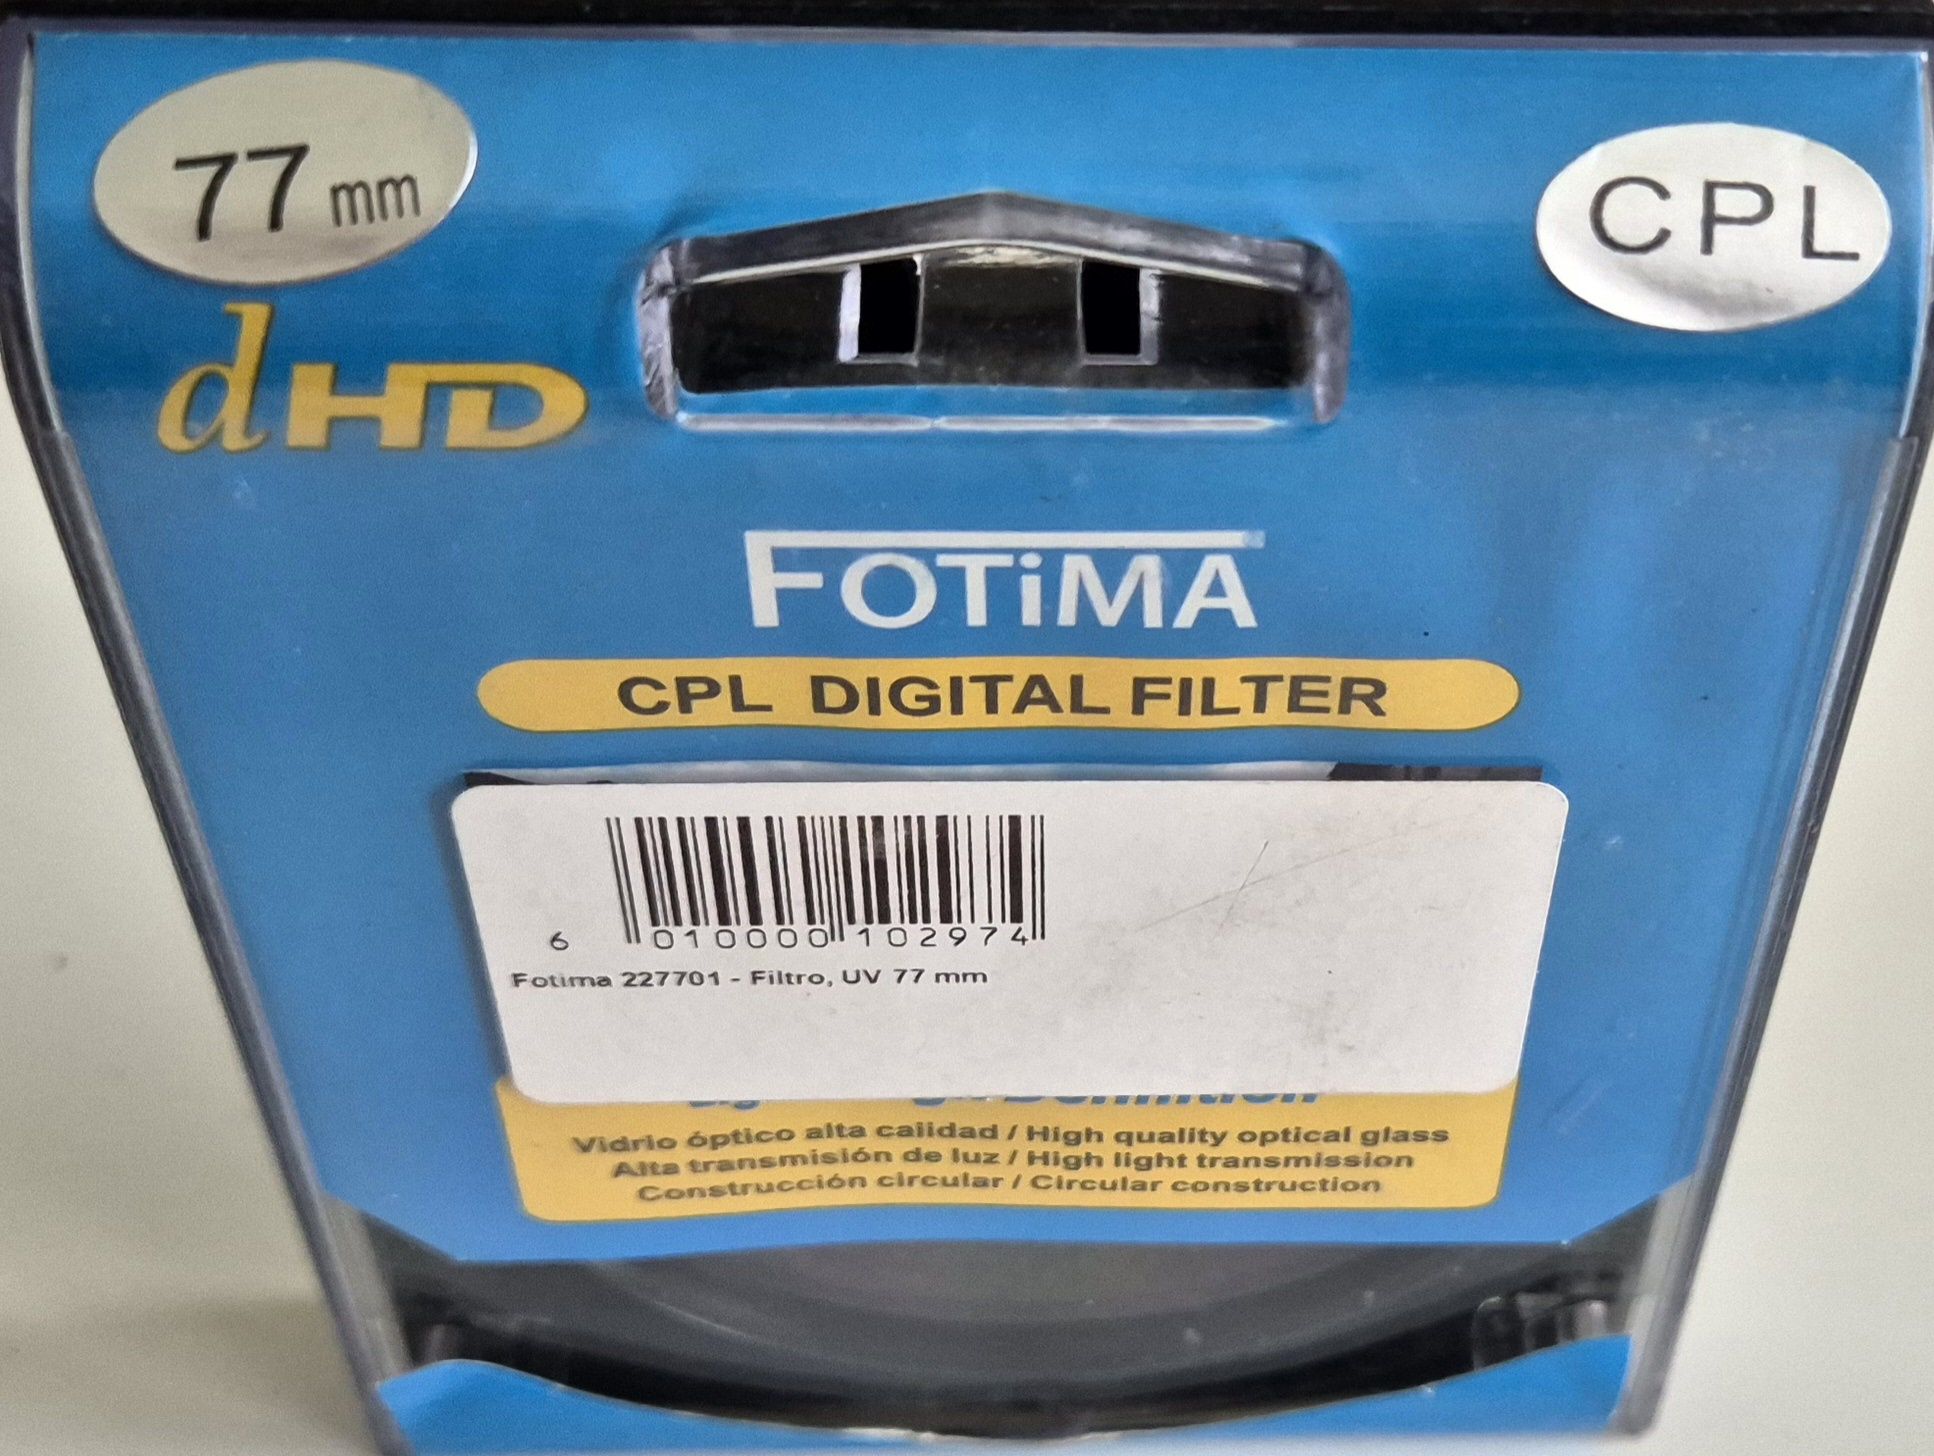 77 mm
CPL
dHD
FOTiMA
CPL DIGITAL FILTER
6 010000 102974
Fotima 227701 - Filtro, UV 77 mm
Definition
Vidrio óptico alta calidad / High quality optical glass
Alta transmisión de luz / High light transmission
Construcción circular / Circular construction